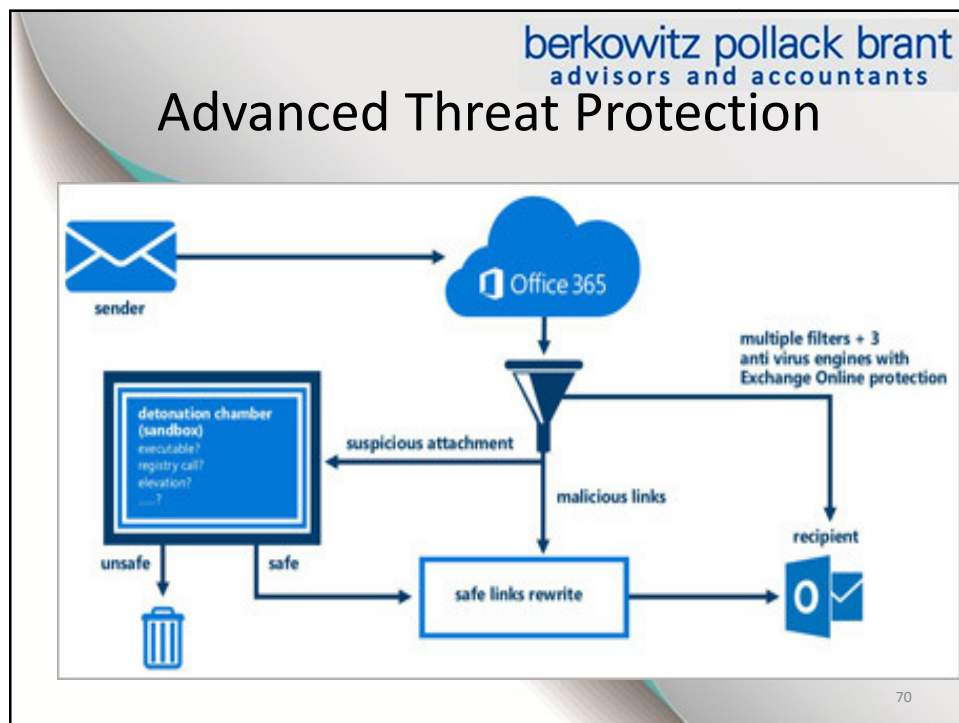 berkowitz pollack brant
advisors and accountants
Advanced Threat Protection
sender
Office 365
multiple filters + 3
anti virus engines with
Exchange Online protection
detonation chamber
(sandbox)
executable?
registry call?
elevation?
.....?
suspicious attachment
malicious links
recipient
unsafe
safe
safe links rewrite
70